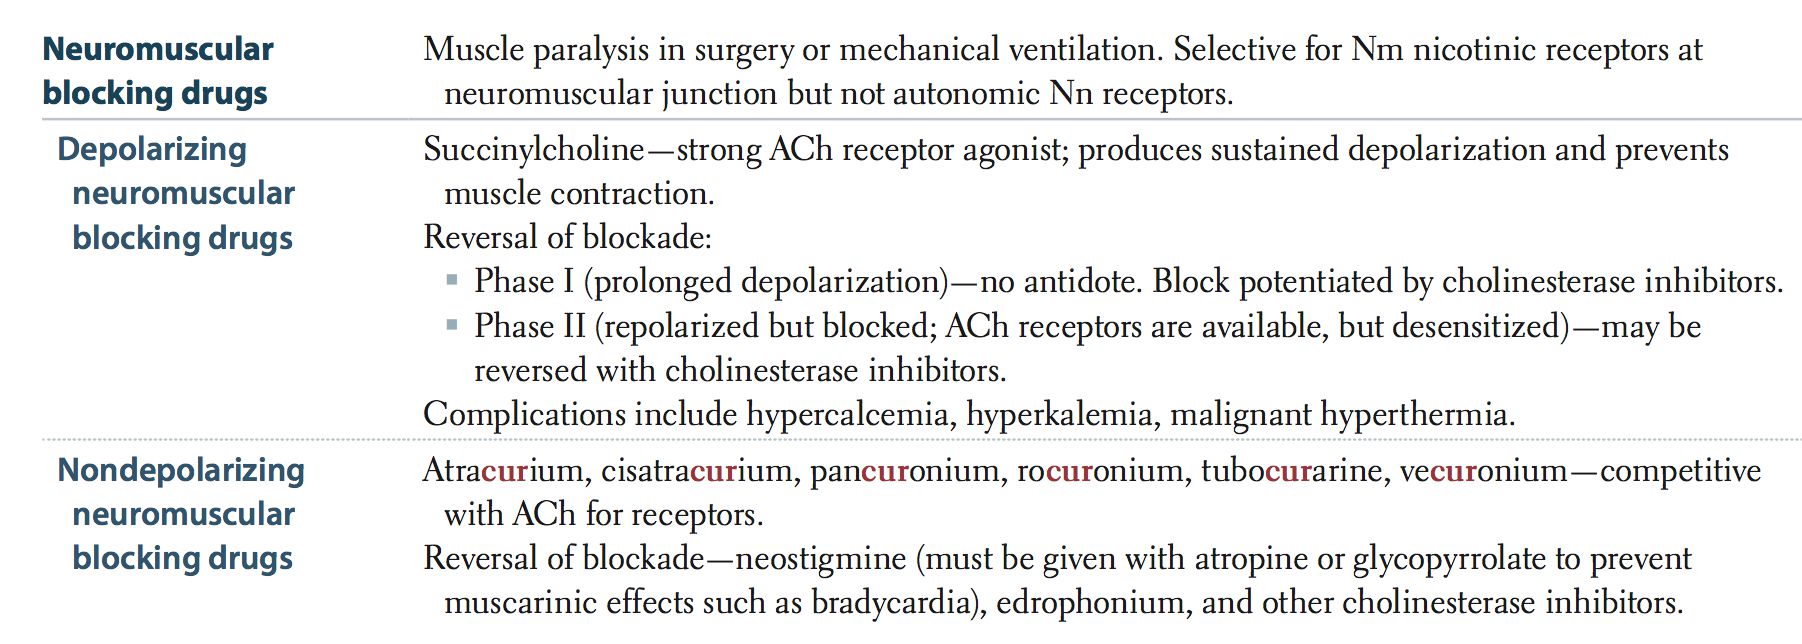 Neuromuscular
blocking drugs
Muscle paralysis in surgery or mechanical ventilation. Selective for Nm nicotinic receptors at
neuromuscular junction but not autonomic Nn receptors.
Depolarizing
neuromuscular
blocking drugs
Succinylcholine—strong ACh receptor agonist; produces sustained depolarization and prevents
muscle contraction.
Reversal of blockade:
▪ Phase I (prolonged depolarization)—no antidote. Block potentiated by cholinesterase inhibitors.
▪ Phase II (repolarized but blocked; ACh receptors are available, but desensitized)—may be
reversed with cholinesterase inhibitors.
Complications include hypercalcemia, hyperkalemia, malignant hyperthermia.
Nondepolarizing
neuromuscular
blocking drugs
Atracurium, cisatracurium, pancuronium, rocuronium, tubocurarine, vecuronium—competitive
with ACh for receptors.
Reversal of blockade—neostigmine (must be given with atropine or glycopyrrolate to prevent
muscarinic effects such as bradycardia), edrophonium, and other cholinesterase inhibitors.